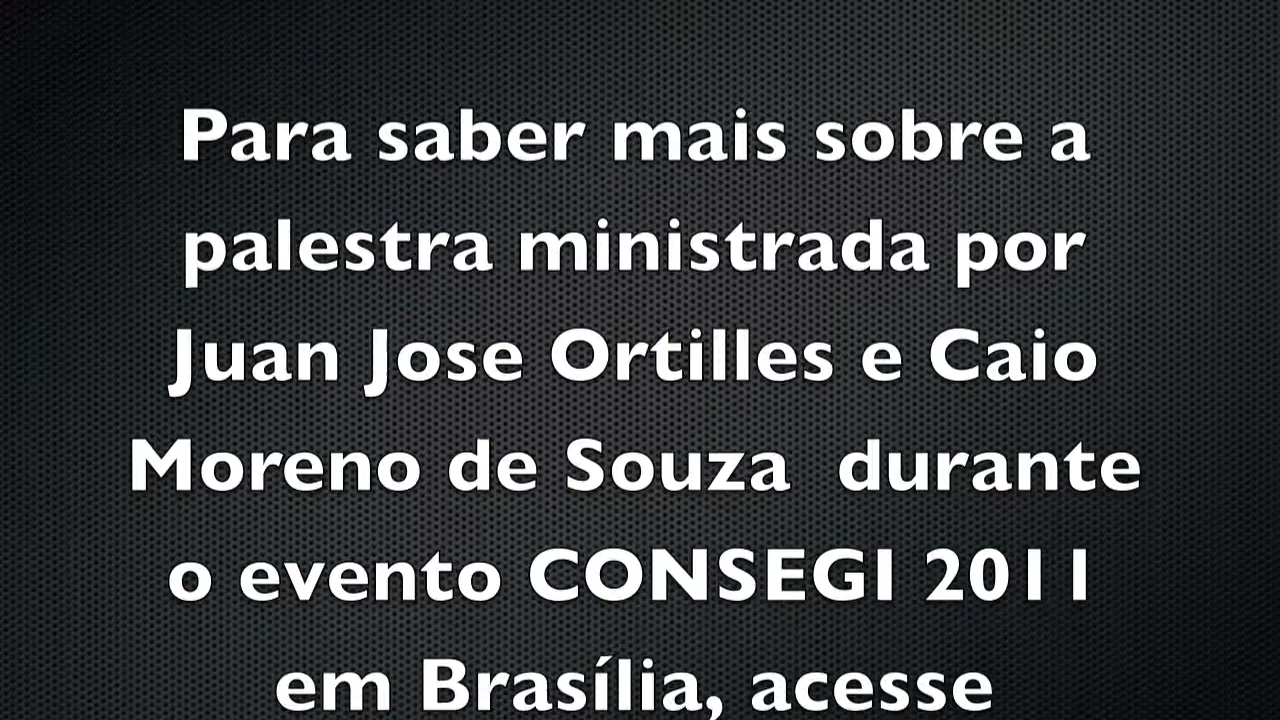 Para saber mais sobre a
palestra ministrada por
Juan Jose Ortilles e Caio
Moreno de Souza  durante
o evento CONSEGI 2011
em Brasília, acesse